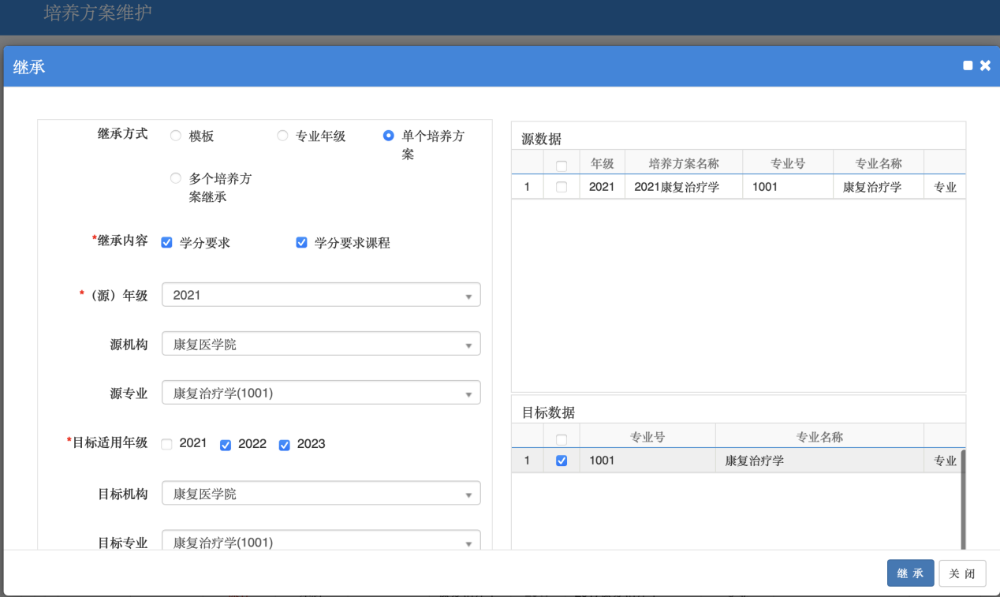 培养方案维护
继承
继承方式
模板
专业年级
单个培养方
案
多个培养方
案继承
*继承内容
学分要求
学分要求课程
*（源）年级
2021
源机构
康复医学院
源专业
康复治疗学(1001)
*目标适用年级
2021
2022
2023
目标机构
康复医学院
目标专业
康复治疗学(1001)
源数据
年级 培养方案名称 专业号 专业名称
1 2021 2021康复治疗学 1001 康复治疗学 专业
目标数据
专业号 专业名称
1 1001 康复治疗学 专业
继 承
关 闭